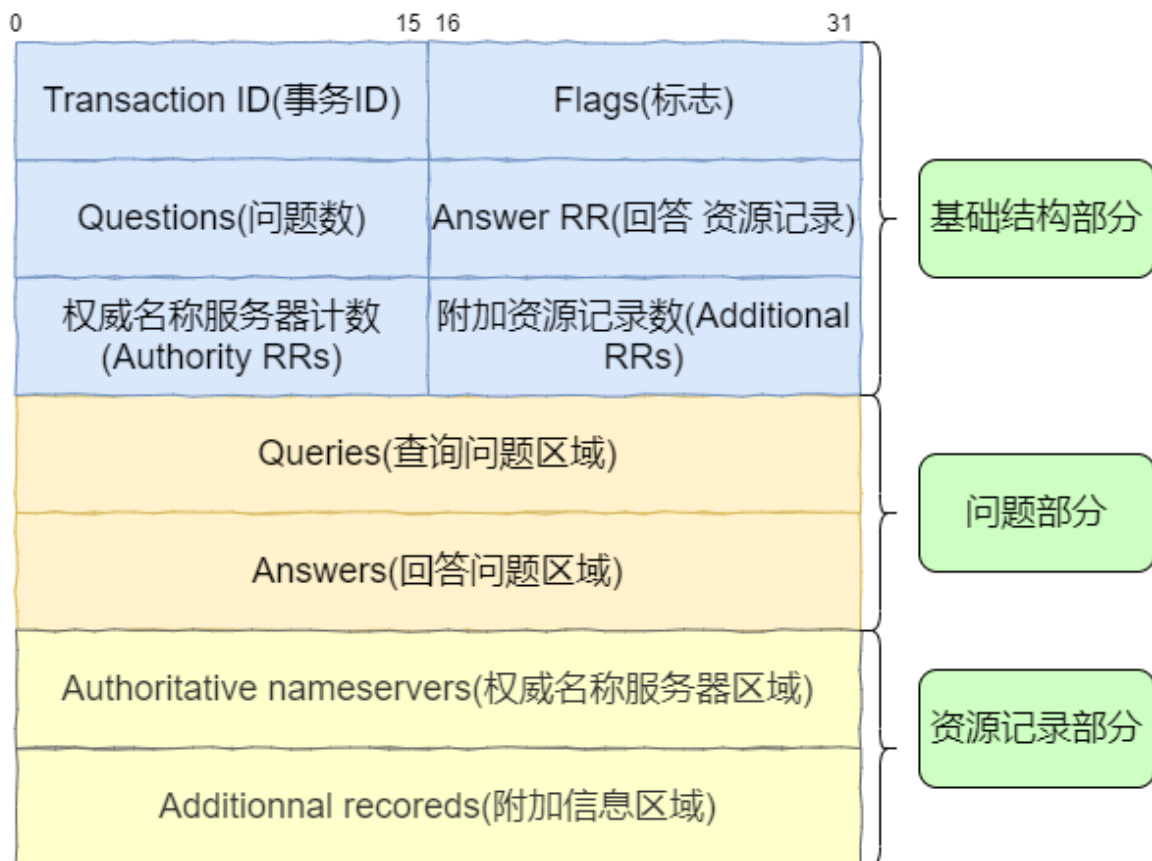 0 15 16 31
Transaction ID(事务ID)
Flags(标志)
Questions(问题数)
Answer RR(回答 资源记录)
权威名称服务器计数
(Authority RRs)
附加资源记录数(Additional
RRs)
基础结构部分
Queries(查询问题区域)
Answers(回答问题区域)
问题部分
Authoritative nameservers(权威名称服务器区域)
Additionnal recoreds(附加信息区域)
资源记录部分